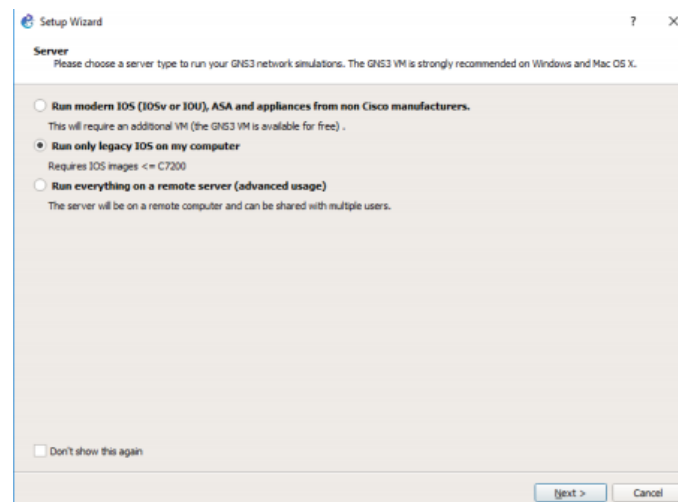 Setup Wizard
Server
Please choose a server type to run your GNS3 network simulations. The GNS3 VM is strongly recommended on Windows and Mac OS X.
Run modern IOS (IOSv or IOU), ASA and appliances from non Cisco manufacturers.
This will require an additional VM (the GNS3 VM is available for free) .
Run only legacy IOS on my computer
Requires IOS images <= C7200
Run everything on a remote server (advanced usage)
The server will be on a remote computer and can be shared with multiple users.
Don't show this again
Next > Cancel